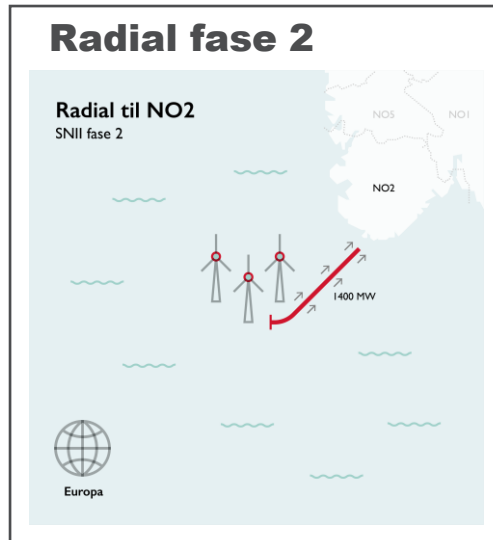 Radial fase 2
Radial til NO2
SNII fase 2
NO5
NO1
NO2
1400 MW
Europa